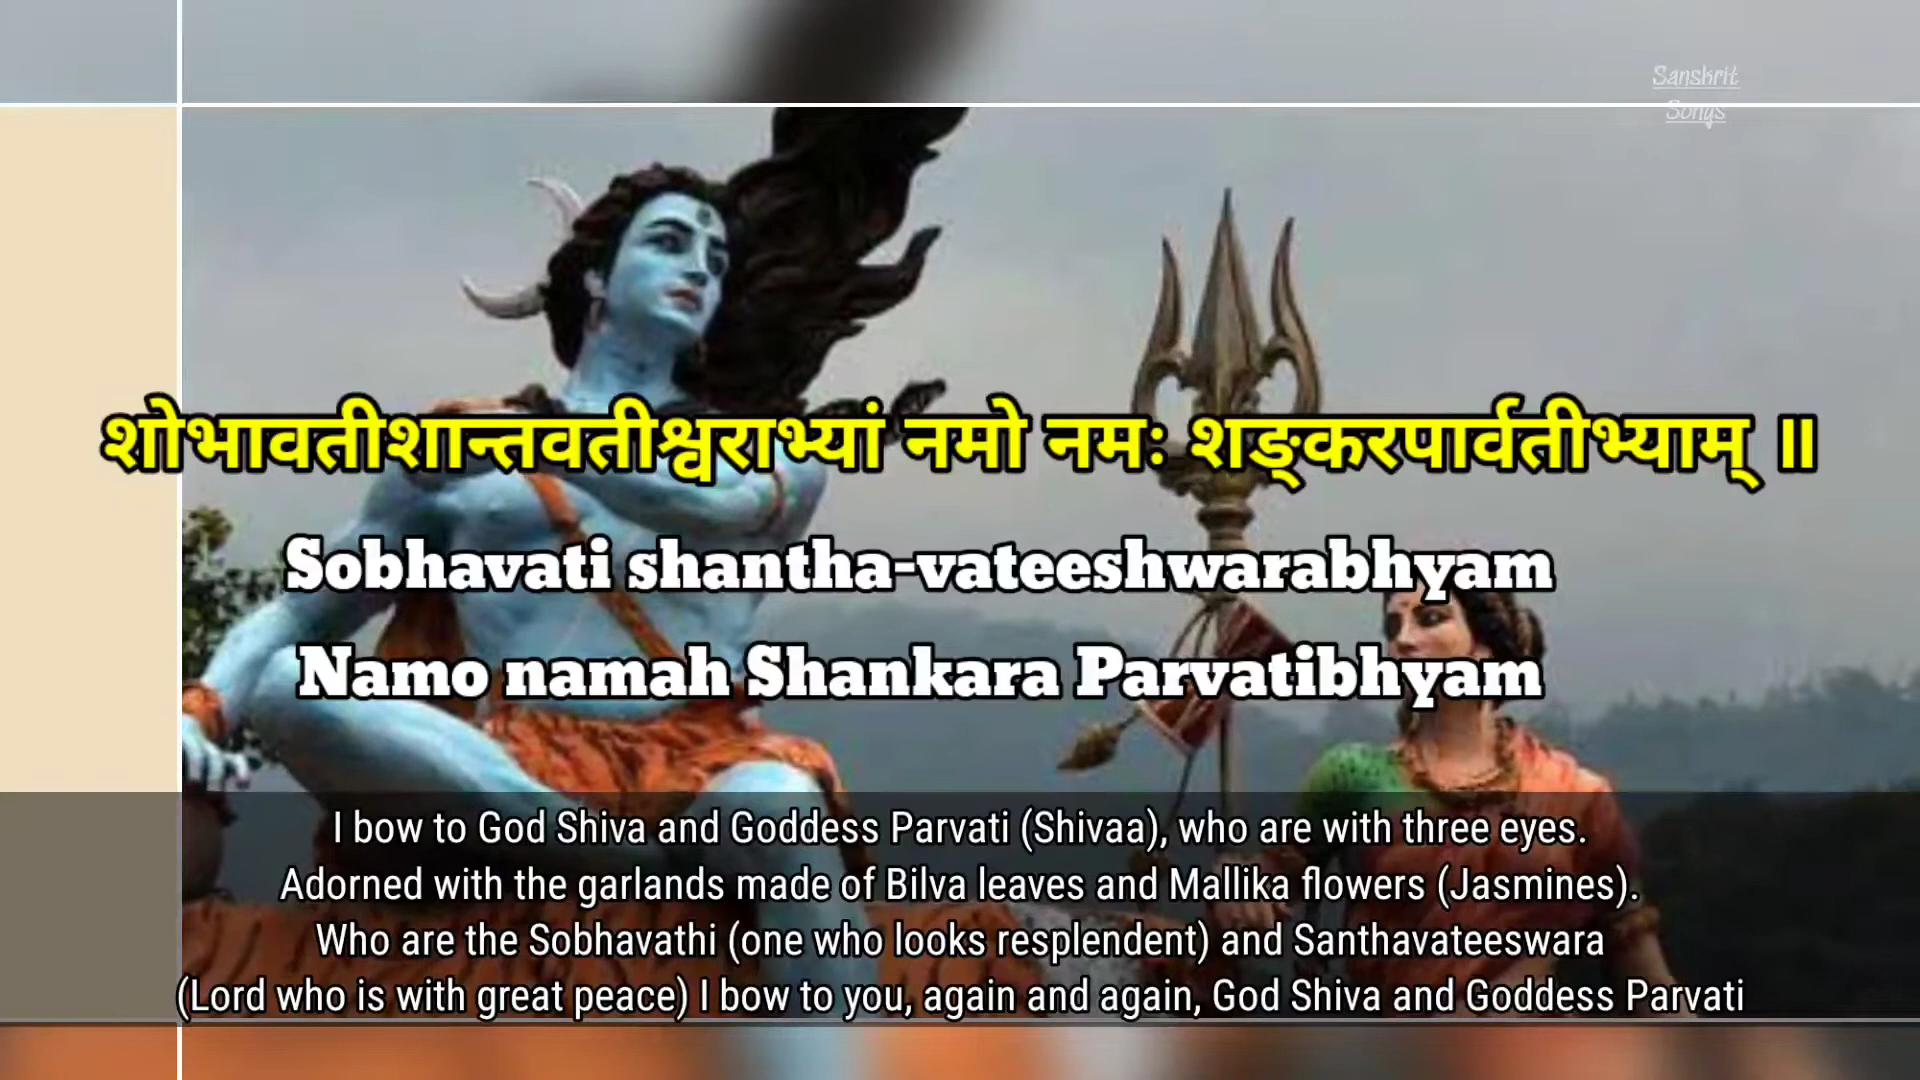 Sanskrit
Songs
शोभावतीशान्तवतीश्वराभ्यां नमो नमः शङ्करपार्वतीभ्याम् ॥
Sobhavati shantha-vateeshwarabhyam
Namo namah Shankara Parvatibhyam
I bow to God Shiva and Goddess Parvati (Shivaa), who are with three eyes.
Adorned with the garlands made of Bilva leaves and Mallika flowers (Jasmines).
Who are the Sobhavathi (one who looks resplendent) and Santhavateeswara
(Lord who is with great peace) I bow to you, again and again, God Shiva and Goddess Parvati